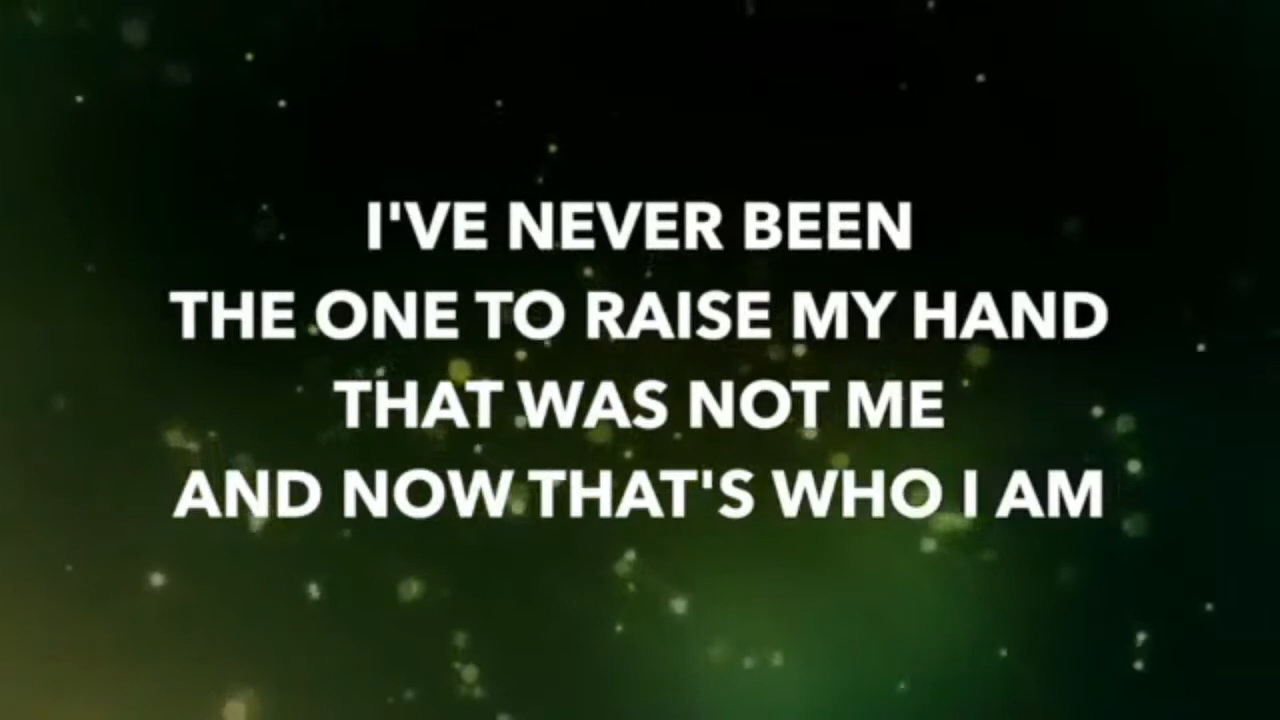 I'VE NEVER BEEN
THE ONE TO RAISE MY HAND
THAT WAS NOT ME
AND NOW THAT'S WHO I AM